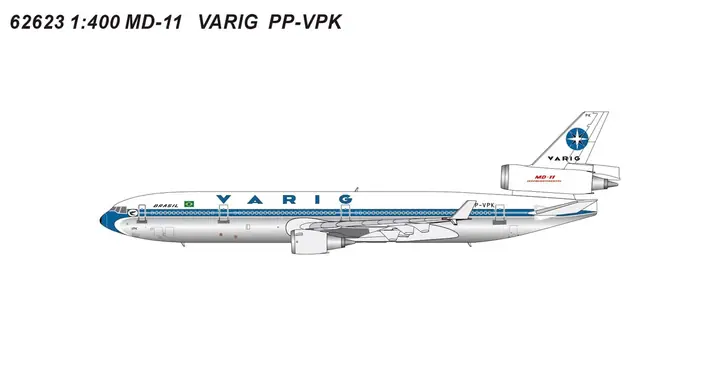 62623 1:400 MD-11 VARIG PP-VPK
VARIG
MD-11
BRASIL
VARIG
P-VPK